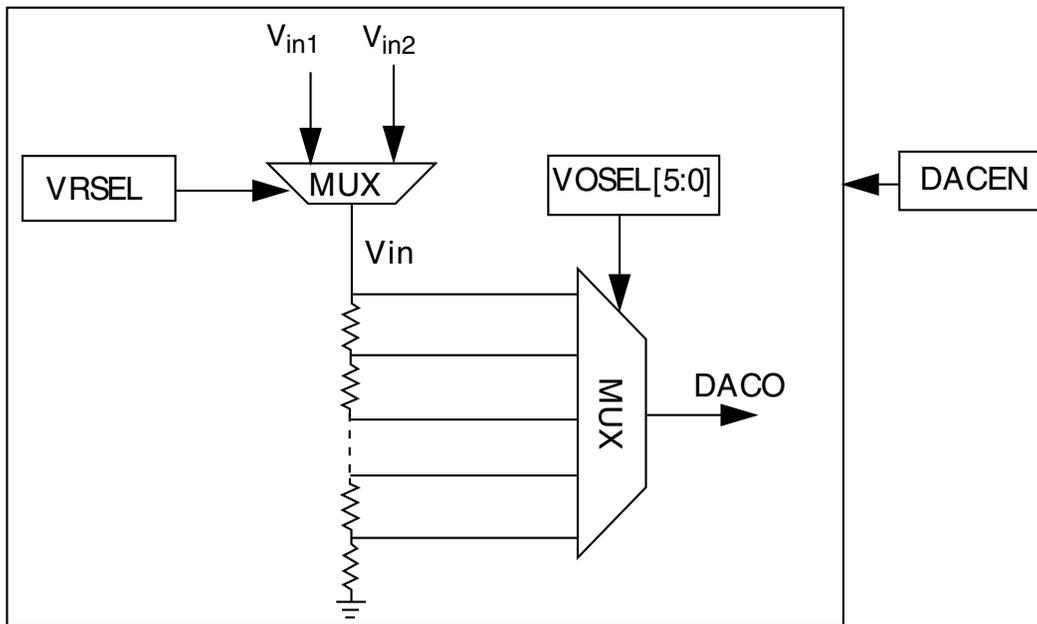 Vin1 Vin2
VRSEL
MUX
VOSEL[5:0]
DACEN
Vin
MUX
DACO